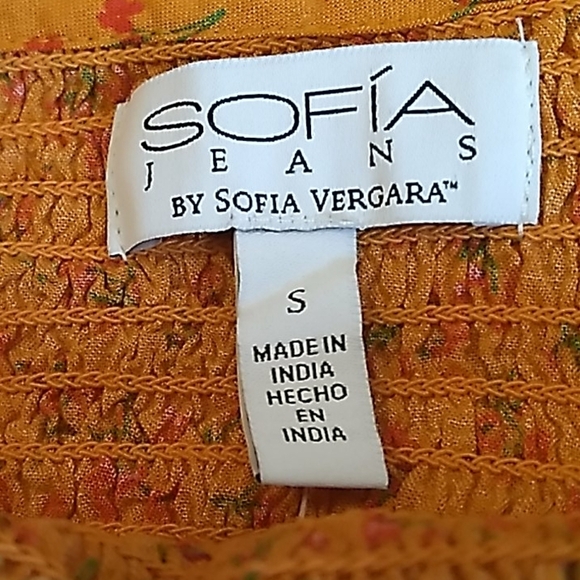 SOFÍA
JEANS
BY SOFIA VERGARA™
S
MADE IN
INDIA
HECHO
EN
INDIA